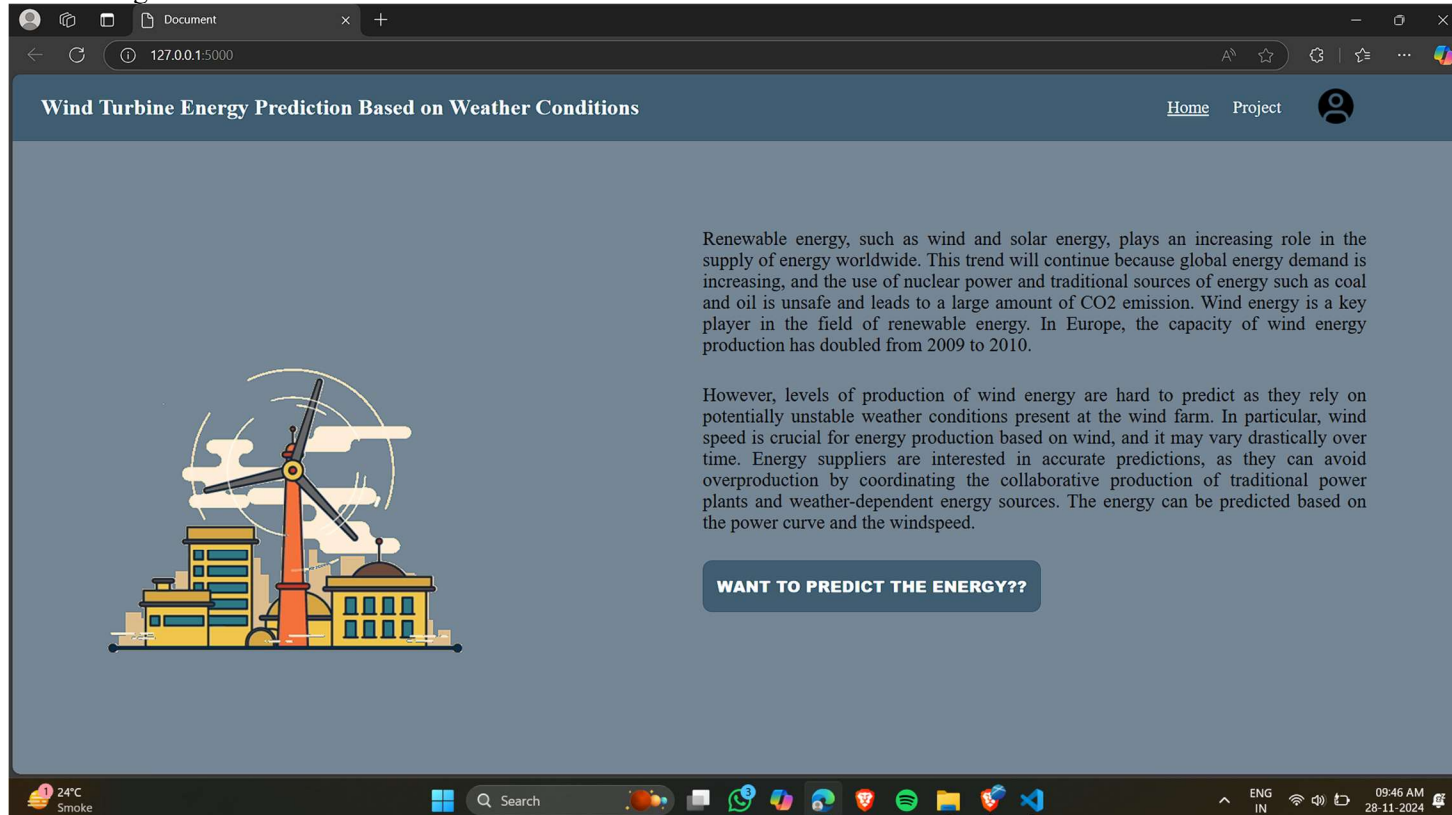 Document
127.0.0.1:5000
Wind Turbine Energy Prediction Based on Weather Conditions
Home Project
Renewable energy, such as wind and solar energy, plays an increasing role in the
supply of energy worldwide. This trend will continue because global energy demand is
increasing, and the use of nuclear power and traditional sources of energy such as coal
and oil is unsafe and leads to a large amount of CO2 emission. Wind energy is a key
player in the field of renewable energy. In Europe, the capacity of wind energy
production has doubled from 2009 to 2010.
However, levels of production of wind energy are hard to predict as they rely on
potentially unstable weather conditions present at the wind farm. In particular, wind
speed is crucial for energy production based on wind, and it may vary drastically over
time. Energy suppliers are interested in accurate predictions, as they can avoid
overproduction by coordinating the collaborative production of traditional power
plants and weather-dependent energy sources. The energy can be predicted based on
the power curve and the windspeed.
WANT TO PREDICT THE ENERGY??
1
24°C
Smoke
Search
3
ENG
IN
09:46 AM
28-11-2024